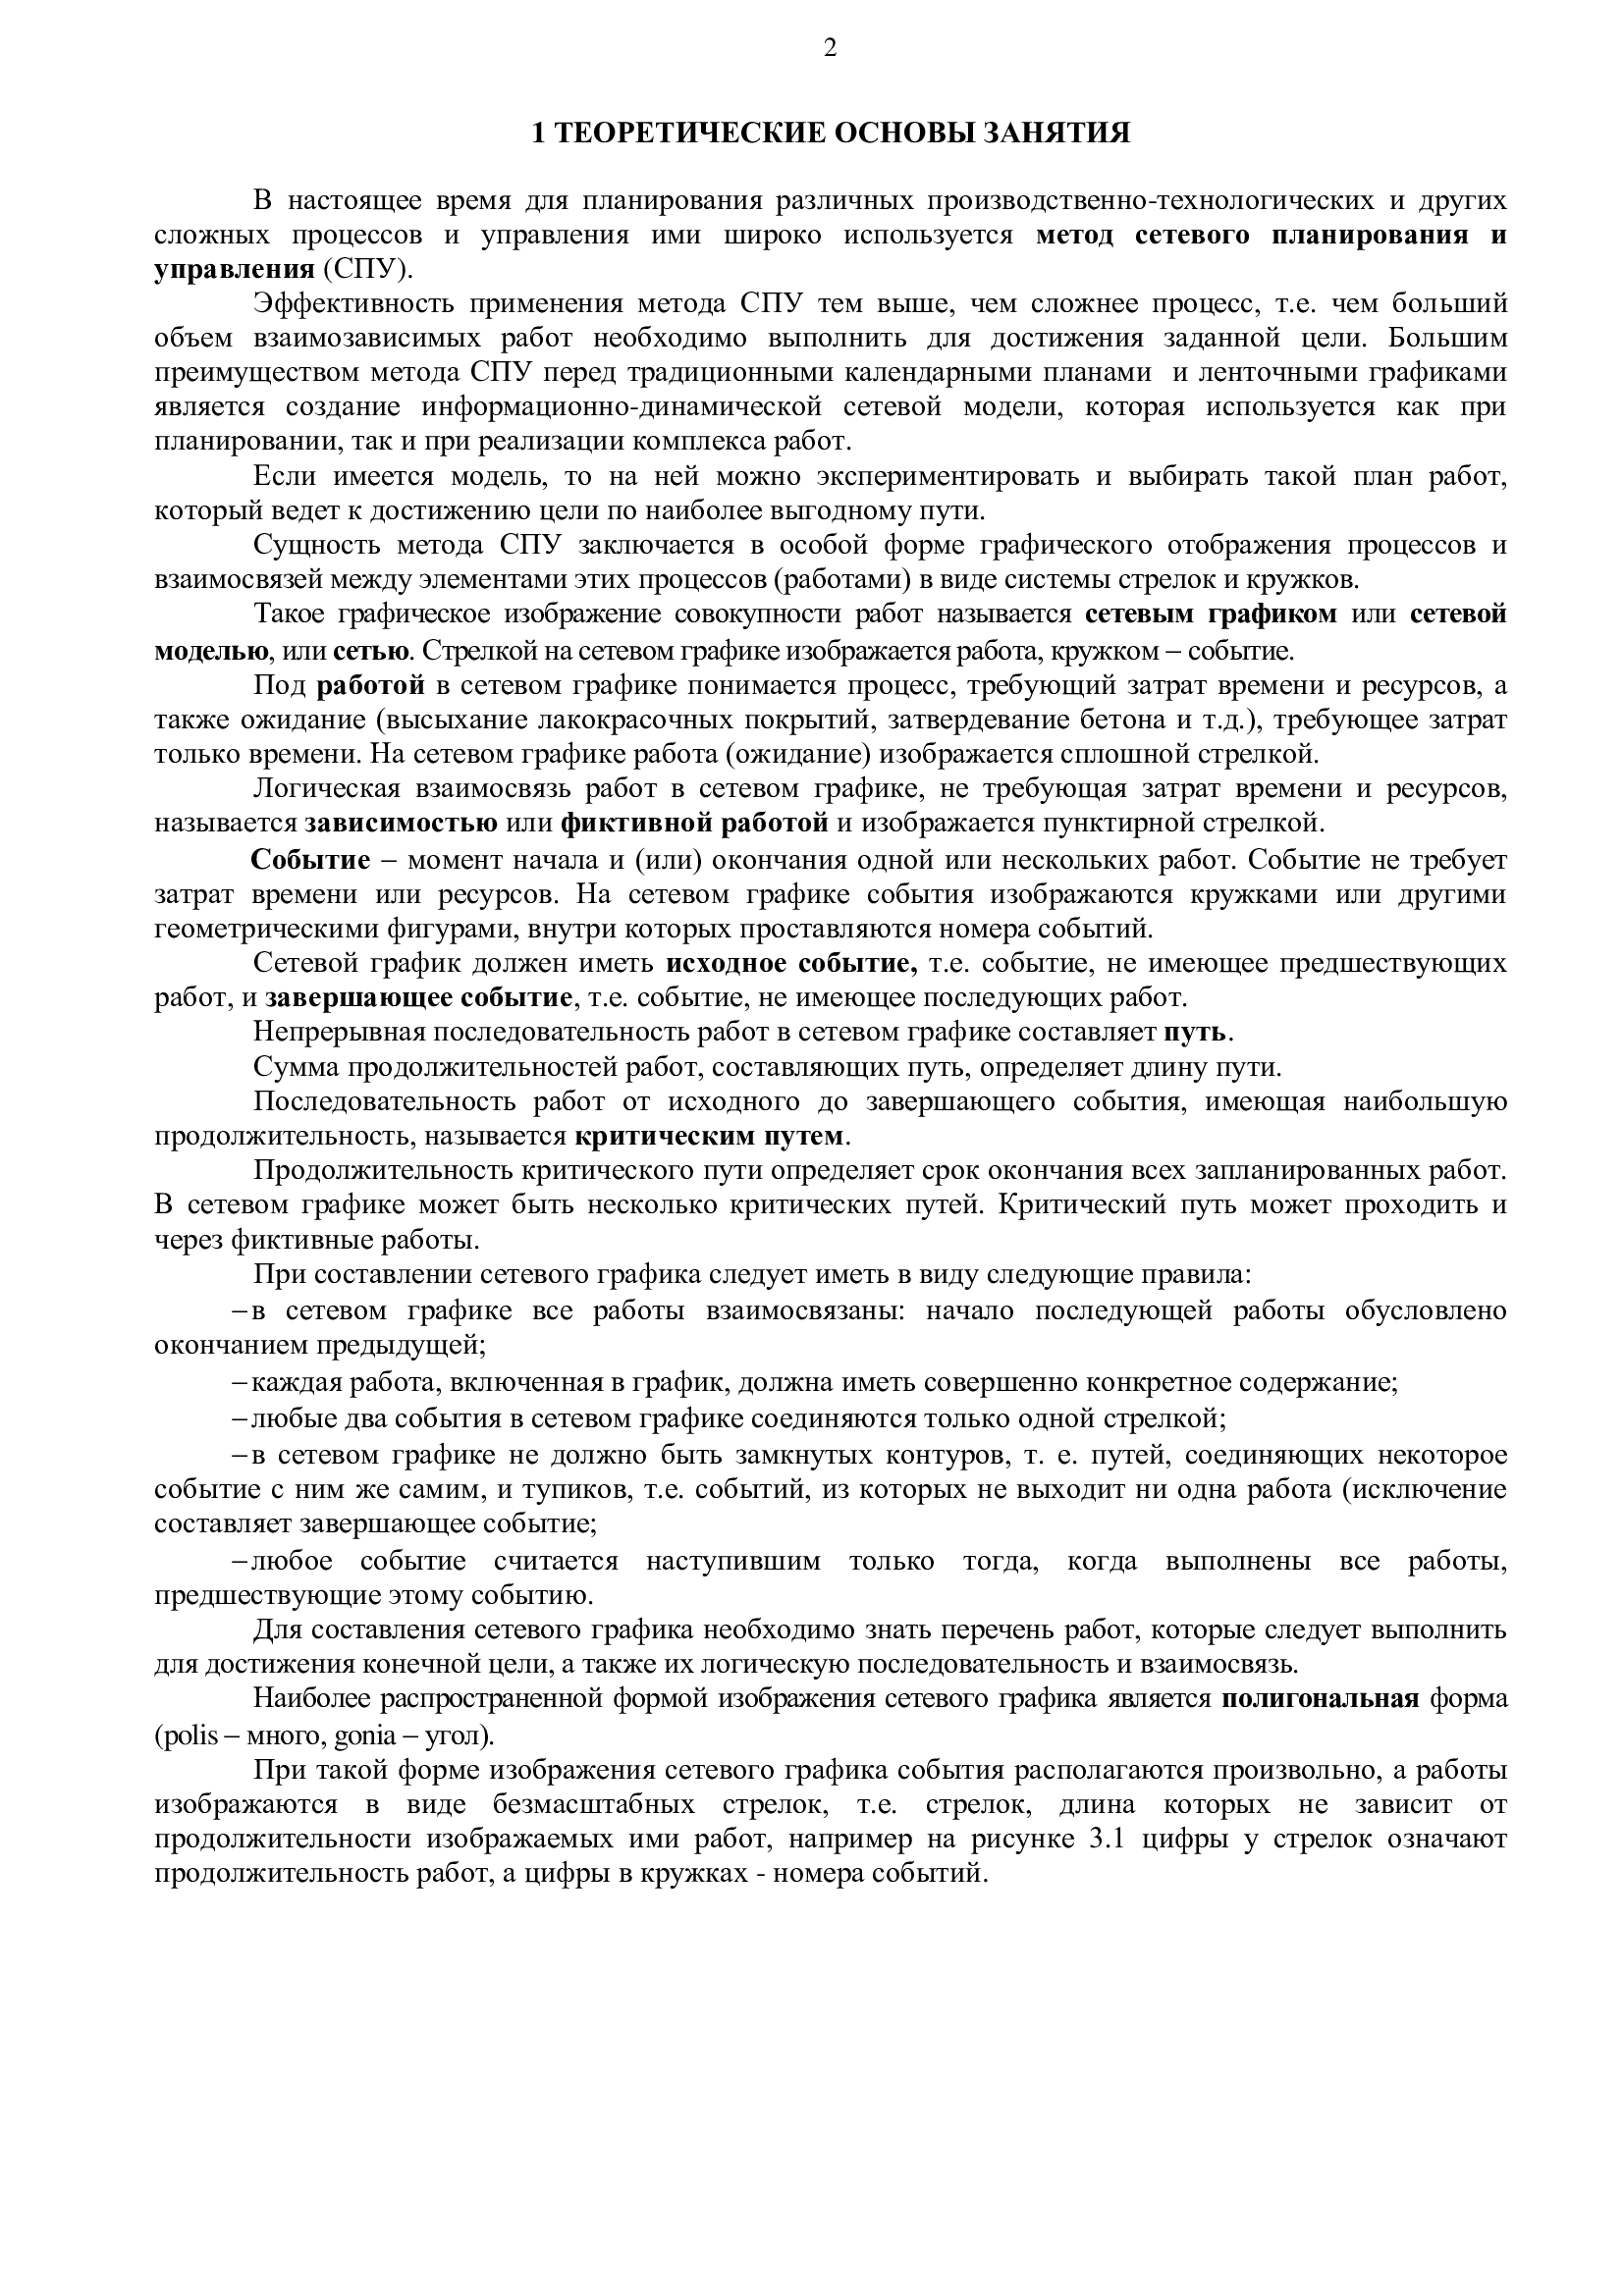 2
1 ТЕОРЕТИЧЕСКИЕ ОСНОВЫ ЗАНЯТИЯ
В настоящее время для планирования различных производственно-технологических и других
сложных процессов и управления ими широко используется метод сетевого планирования и
управления (СПУ).
Эффективность применения метода СПУ тем выше, чем сложнее процесс, т.е. чем больший
объем взаимозависимых работ необходимо выполнить для достижения заданной цели. Большим
преимуществом метода СПУ перед традиционными календарными планами и ленточными графиками
является создание информационно-динамической сетевой модели, которая используется как при
планировании, так и при реализации комплекса работ.
Если имеется модель, то на ней можно экспериментировать и выбирать такой план работ,
который ведет к достижению цели по наиболее выгодному пути.
Сущность метода СПУ заключается в особой форме графического отображения процессов и
взаимосвязей между элементами этих процессов (работами) в виде системы стрелок и кружков.
Такое графическое изображение совокупности работ называется сетевым графиком или сетевой
моделью, или сетью. Стрелкой на сетевом графике изображается работа, кружком – событие.
Под работой в сетевом графике понимается процесс, требующий затрат времени и ресурсов, а
также ожидание (высыхание лакокрасочных покрытий, затвердевание бетона и т.д.), требующее затрат
только времени. На сетевом графике работа (ожидание) изображается сплошной стрелкой.
Логическая взаимосвязь работ в сетевом графике, не требующая затрат времени и ресурсов,
называется зависимостью или фиктивной работой и изображается пунктирной стрелкой.
Событие – момент начала и (или) окончания одной или нескольких работ. Событие не требует
затрат времени или ресурсов. На сетевом графике события изображаются кружками или другими
геометрическими фигурами, внутри которых проставляются номера событий.
Сетевой график должен иметь исходное событие, т.е. событие, не имеющее предшествующих
работ, и завершающее событие, т.е. событие, не имеющее последующих работ.
Непрерывная последовательность работ в сетевом графике составляет путь.
Сумма продолжительностей работ, составляющих путь, определяет длину пути.
Последовательность работ от исходного до завершающего события, имеющая наибольшую
продолжительность, называется критическим путем.
Продолжительность критического пути определяет срок окончания всех запланированных работ.
В сетевом графике может быть несколько критических путей. Критический путь может проходить и
через фиктивные работы.
При составлении сетевого графика следует иметь в виду следующие правила:
– в сетевом графике все работы взаимосвязаны: начало последующей работы обусловлено
окончанием предыдущей;
– каждая работа, включенная в график, должна иметь совершенно конкретное содержание;
– любые два события в сетевом графике соединяются только одной стрелкой;
– в сетевом графике не должно быть замкнутых контуров, т. е. путей, соединяющих некоторое
событие с ним же самим, и тупиков, т.е. событий, из которых не выходит ни одна работа (исключение
составляет завершающее событие;
– любое событие считается наступившим только тогда, когда выполнены все работы,
предшествующие этому событию.
Для составления сетевого графика необходимо знать перечень работ, которые следует выполнить
для достижения конечной цели, а также их логическую последовательность и взаимосвязь.
Наиболее распространенной формой изображения сетевого графика является полигональная форма
(polis – много, gonia – угол).
При такой форме изображения сетевого графика события располагаются произвольно, а работы
изображаются в виде безмасштабных стрелок, т.е. стрелок, длина которых не зависит от
продолжительности изображаемых ими работ, например на рисунке 3.1 цифры у стрелок означают
продолжительность работ, а цифры в кружках - номера событий.